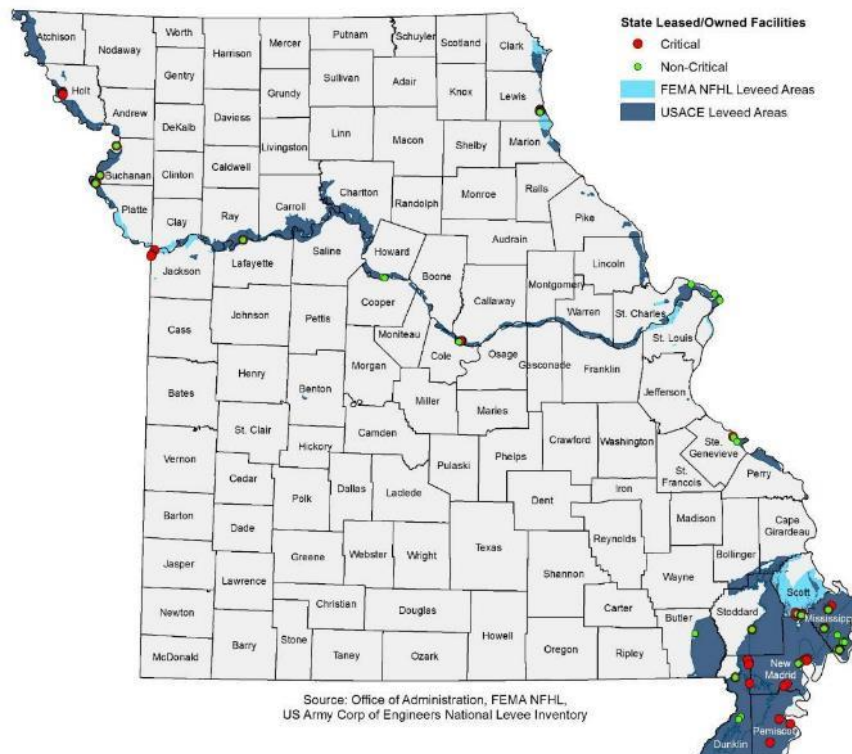 State Leased/Owned Facilities
Critical
Non-Critical
FEMA NFHL Leveed Areas
USACE Leveed Areas
Atchison
Nodaway
Worth
Harrison
Mercer
Putnam
Schuyler
Scotland
Clark
Gentry
Sullivan
Adair
Knox
Lewis
Holt
Andrew
Grundy
DeKalb
Daviess
Linn
Macon
Shelby
Marion
Livingston
Buchanan
Clinton
Caldwell
Chariton
Randolph
Monroe
Ralls
Platte
Clay
Ray
Carroll
Pike
Audrain
Saline
Howard
Boone
Jackson
Lafayette
Callaway
Montgomery
Lincoln
Warren
St. Charles
Cooper
Cass
Johnson
Pettis
Moniteau
Cole
Osage
Gasconade
Franklin
St. Louis
Morgan
Miller
Jefferson
Bates
Henry
Benton
Maries
Camden
St. Clair
Hickory
Pulaski
Phelps
Crawford
Washington
Ste.
Genevieve
Vernon
Cedar
St.
Francois
Perry
Polk
Dallas
Laclede
Dent
Iron
Barton
Dade
Texas
Reynolds
Madison
Cape
Girardeau
Bollinger
Jasper
Greene
Webster
Wright
Shannon
Wayne
Lawrence
Scott
Christian
Douglas
Carter
Butler
Stoddard
Mississippi
Newton
Stone
Howell
McDonald
Barry
Taney
Ozark
Oregon
Ripley
New
Madrid
Dunklin
Pemiscot
Source: Office of Administration, FEMA NFHL,
US Army Corp of Engineers National Levee Inventory